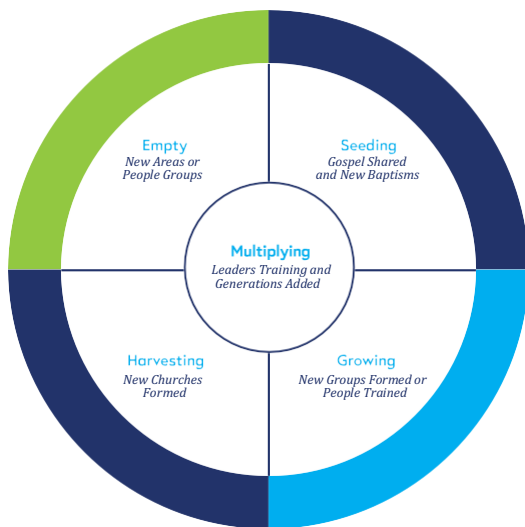 Empty
New Areas or
People Groups
Seeding
Gospel Shared
and New Baptisms
Multiplying
Leaders Training and
Generations Added
Harvesting
New Churches
Formed
Growing
New Groups Formed or
People Trained